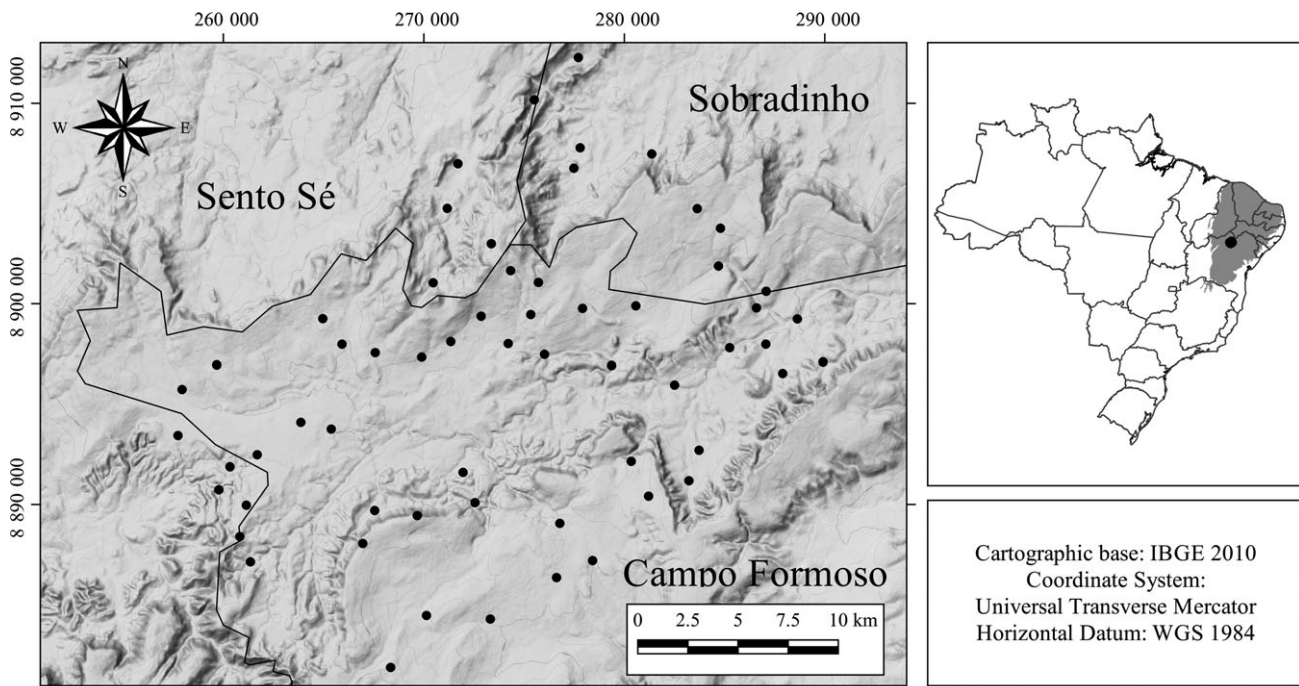 260 000 270 000 280 000 290 000
8 910 000
8 900 000
8 890 000
N
W E
S
Sento Sé
Sobradinho
Campo Formoso
0 2.5 5 7.5 10 km
Cartographic base: IBGE 2010
Coordinate System:
Universal Transverse Mercator
Horizontal Datum: WGS 1984